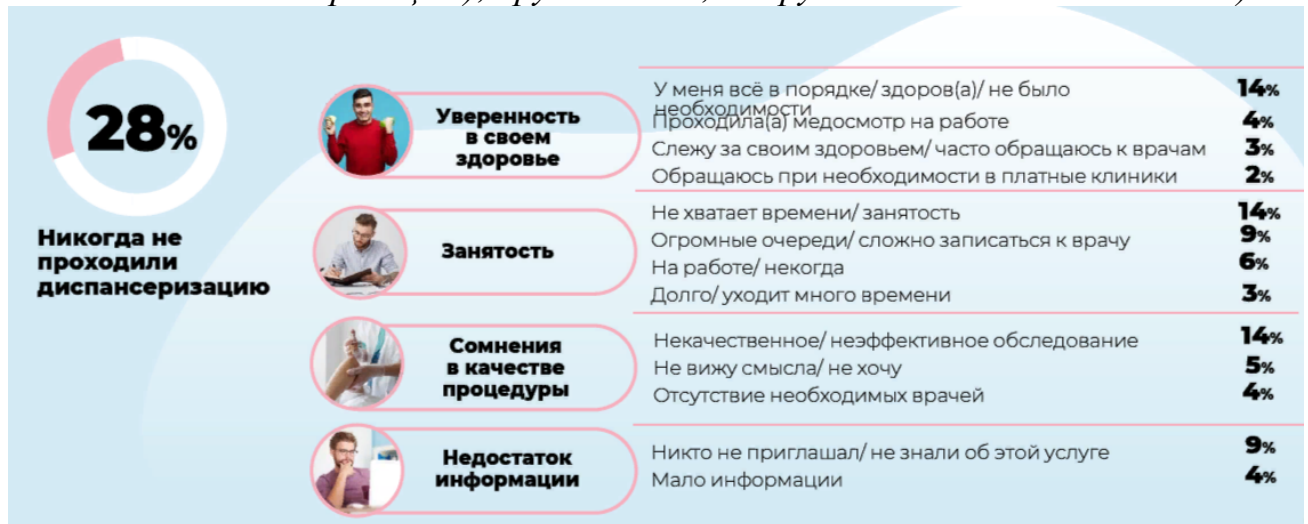 28%
Никогда не
проходили
диспансеризацию
Уверенность
в своем
здоровье
У меня всё в порядке/ здоров(а)/ не было
необходимости
14%
Проходила(а) медосмотр на работе
4%
Слежу за своим здоровьем/ часто обращаюсь к врачам
3%
Обращаюсь при необходимости в платные клиники
2%
Занятость
Не хватает времени/ занятость
14%
Огромные очереди/ сложно записаться к врачу
9%
На работе/ некогда
6%
Долго/ уходит много времени
3%
Сомнения
в качестве
процедуры
Некачественное/ неэффективное обследование
14%
Не вижу смысла/ не хочу
5%
Отсутствие необходимых врачей
4%
Недостаток
информации
Никто не приглашал/ не знали об этой услуге
9%
Мало информации
4%